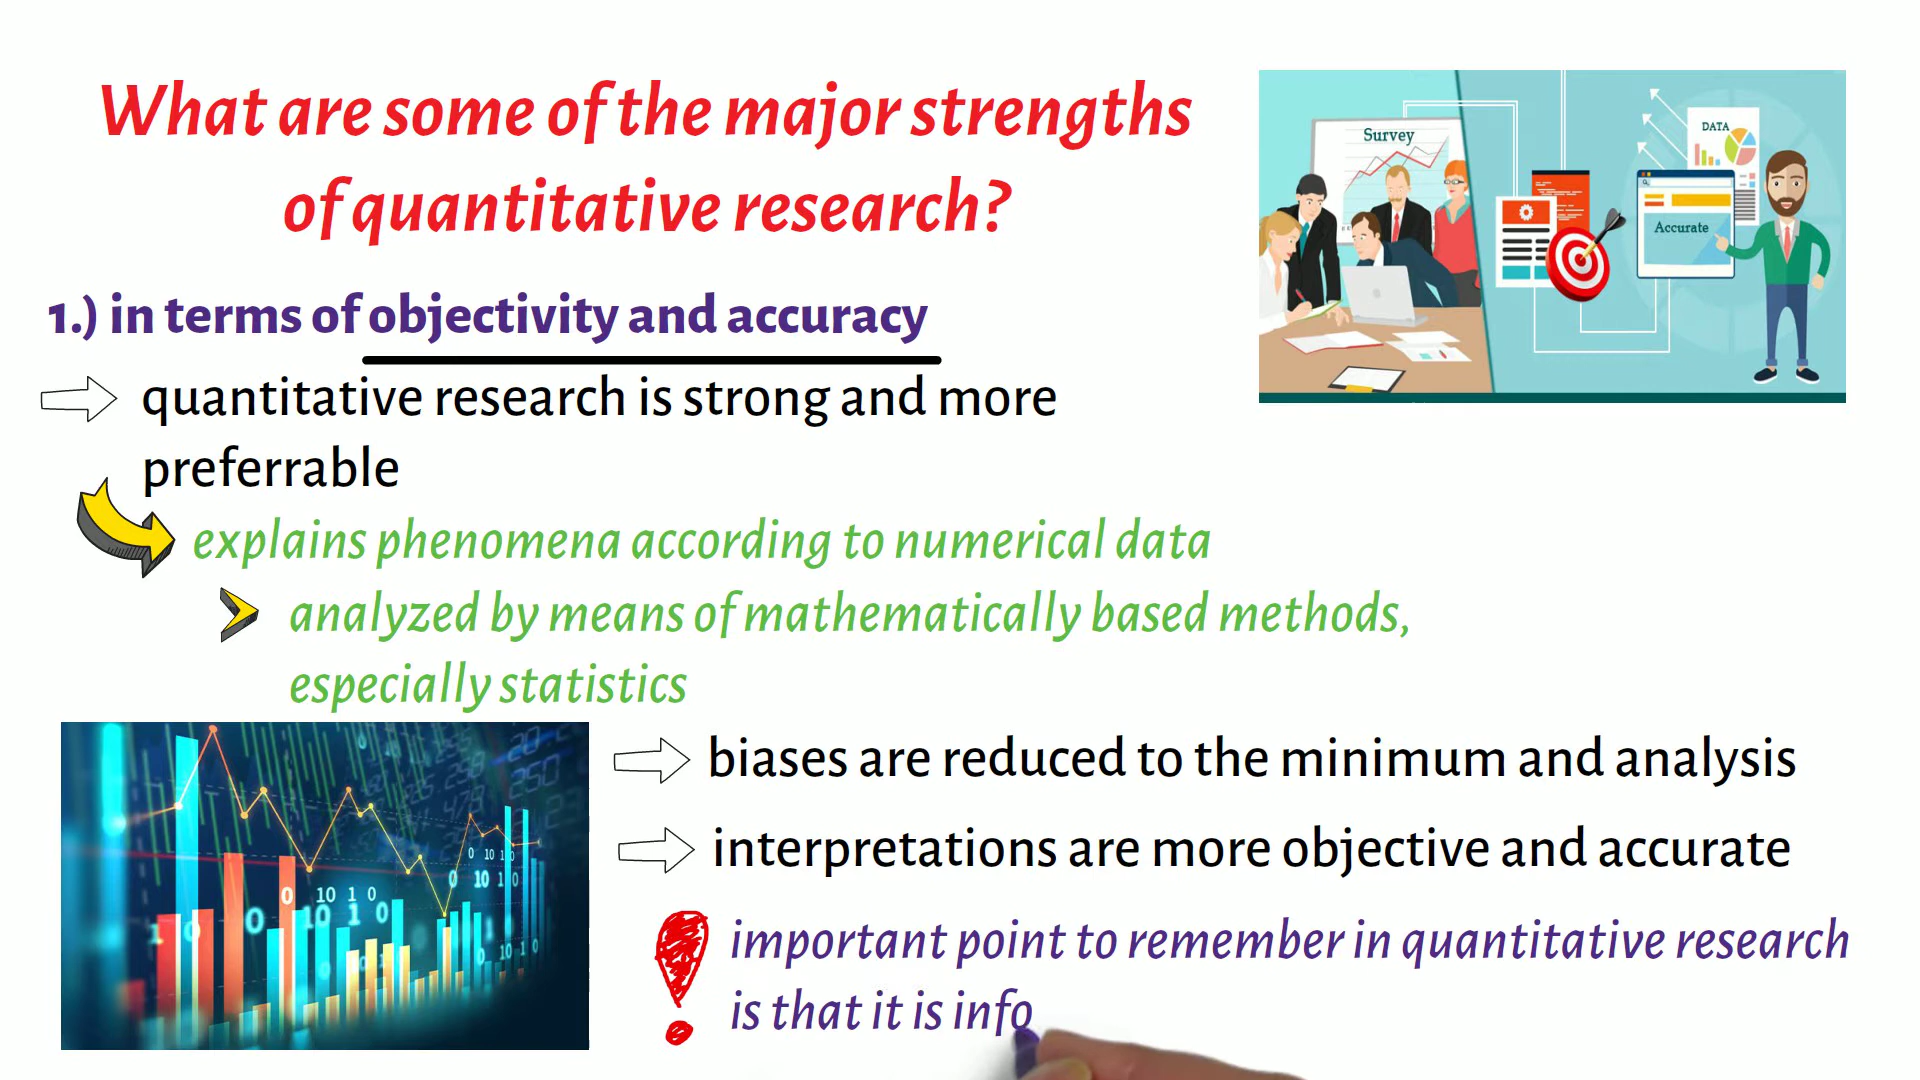 What are some of the major strengths
of quantitative research?
Survey
DATA
Accurate
1.) in terms of objectivity and accuracy
quantitative research is strong and more
preferrable
explains phenomena according to numerical data
analyzed by means of mathematically based methods,
especially statistics
biases are reduced to the minimum and analysis
interpretations are more objective and accurate
important point to remember in quantitative research
is that it is info